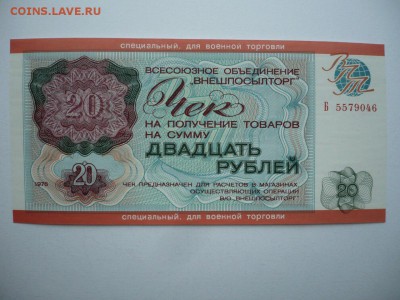 COINS.LAVE.RU
специальный, для военной торговли
ВСЕСОЮЗНОЕ ОБЪЕДИНЕНИЕ
„ВНЕШПОСЫЛТОРГ"
20
Чек
Б 5579046
НА ПОЛУЧЕНИЕ ТОВАРОВ
НА СУММУ
ДВАДЦАТЬ
РУБЛЕЙ
1976
20
20
ЧЕК ПРЕДНАЗНАЧЕН ДЛЯ РАСЧЕТОВ В МАГАЗИНАХ,
ОСУЩЕСТВЛЯЮЩИХ ОПЕРАЦИИ
В/О „ВНЕШПОСЫЛТОРГ"
специальный, для военной торговли